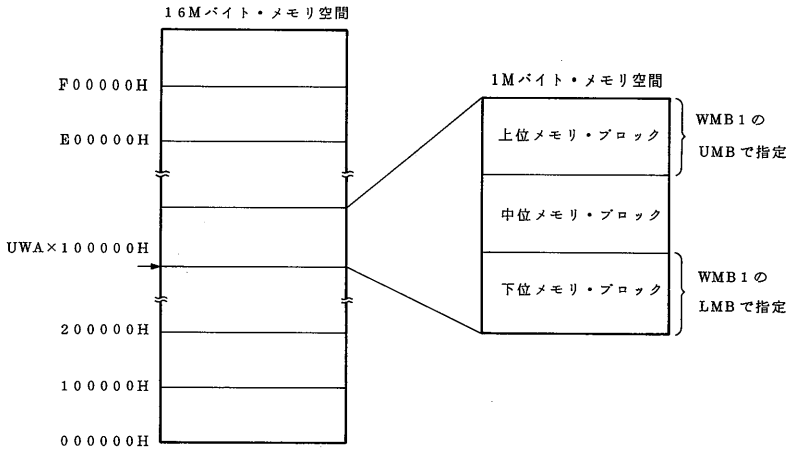 16Mバイト・メモリ空間
F00000H
E00000H
UWA×100000H
200000H
100000H
000000H
1Mバイト・メモリ空間
上位メモリ・ブロック
中位メモリ・ブロック
下位メモリ・ブロック
WMB1の
UMBで指定
WMB1の
LMBで指定